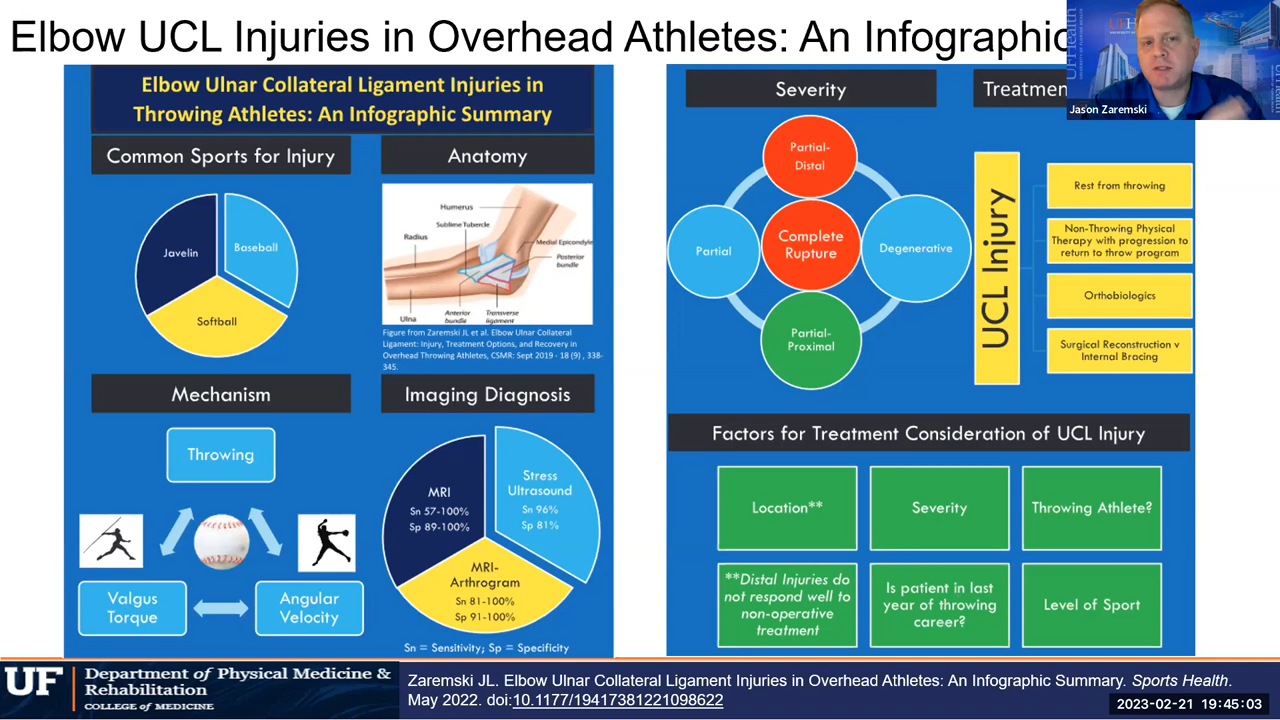 Elbow UCL Injuries in Overhead Athletes: An Infographic
Jason Zaremski
Elbow Ulnar Collateral Ligament Injuries in
Throwing Athletes: An Infographic Summary
Common Sports for Injury
Javelin
Baseball
Softball
Anatomy
Humerus
Sublime Tubercle
Radius
Medial Epicondyle
Posterior
bundle
Ulna
Anterior
bundle
Transverse
ligament
Figure from Zaremski JL et al. Elbow Ulnar Collateral
Ligament: Injury, Treatment Options, and Recovery in
Overhead Throwing Athletes, CSMR: Sept 2019 - 18 (9) , 338-
345.
Mechanism
Throwing
Valgus
Torque
Angular
Velocity
Imaging Diagnosis
MRI
Sn 57-100%
Sp 89-100%
Stress
Ultrasound
Sn 96%
Sp 81%
MRI-
Arthrogram
Sn 81-100%
Sp 91-100%
Sn = Sensitivity; Sp = Specificity
Severity
Partial-
Distal
Partial
Complete
Rupture
Degenerative
Partial-
Proximal
Treatmen
UCL Injury
Rest from throwing
Non-Throwing Physical
Therapy with progression to
return to throw program
Orthobiologics
Surgical Reconstruction v
Internal Bracing
Factors for Treatment Consideration of UCL Injury
Location**
Severity
Throwing Athlete?
**Distal Injuries do
not respond well to
non-operative
treatment
Is patient in last
year of throwing
career?
Level of Sport
UF
Department of Physical Medicine &
Rehabilitation
COLLEGE of MEDICINE
Zaremski JL. Elbow Ulnar Collateral Ligament Injuries in Overhead Athletes: An Infographic Summary. Sports Health.
May 2022. doi:10.1177/19417381221098622
2023-02-21 19:45:03